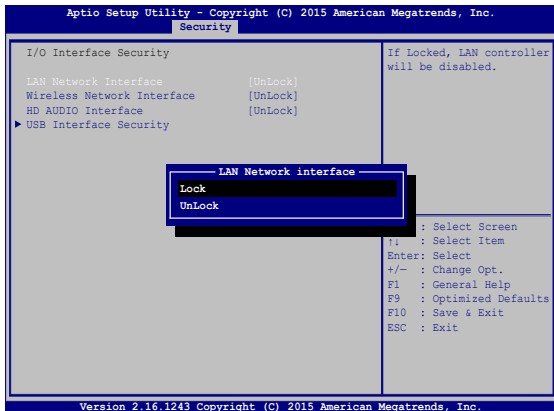 Aptio Setup Utility - Copyright (C) 2015 American Megatrends, Inc.
Security
I/O Interface Security
LAN Network Interface [UnLock]
Wireless Network Interface [UnLock]
HD AUDIO Interface [UnLock]
USB Interface Security
If Locked, LAN controller
will be disabled.
LAN Network interface
Lock
UnLock
: Select Screen
↑↓ : Select Item
Enter: Select
+/— : Change Opt.
F1 : General Help
F9 : Optimized Defaults
F10 : Save & Exit
ESC : Exit
Version 2.16.1243 Copyright (C) 2015 American Megatrends, Inc.